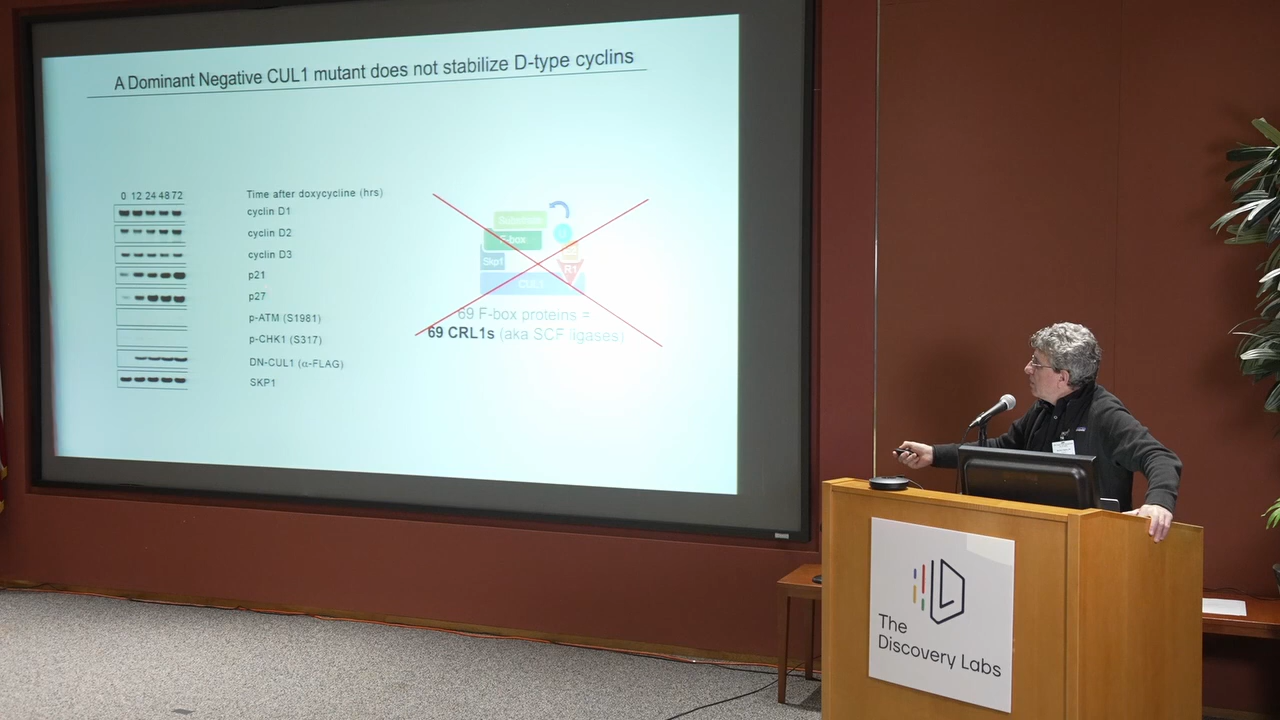 A Dominant Negative CUL1 mutant does not stabilize D-type cyclins
0 12 24 48 72 Time after doxycycline (hrs)
cyclin D1
cyclin D2
cyclin D3
p21
p27
p-ATM (S1981)
p-CHK1 (S317)
DN-CUL1 (α-FLAG)
SKP1
Substrate
F-box
Skp1
R1
CUL1
69 F-box proteins =
69 CRL1s (aka SCF ligases)
The
Discovery Labs